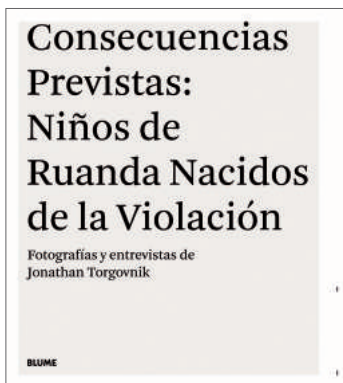 Consecuencias
Previstas:
Niños de
Ruanda Nacidos
de la Violación
Fotografías y entrevistas de
Jonathan Torgovnik
BLUME